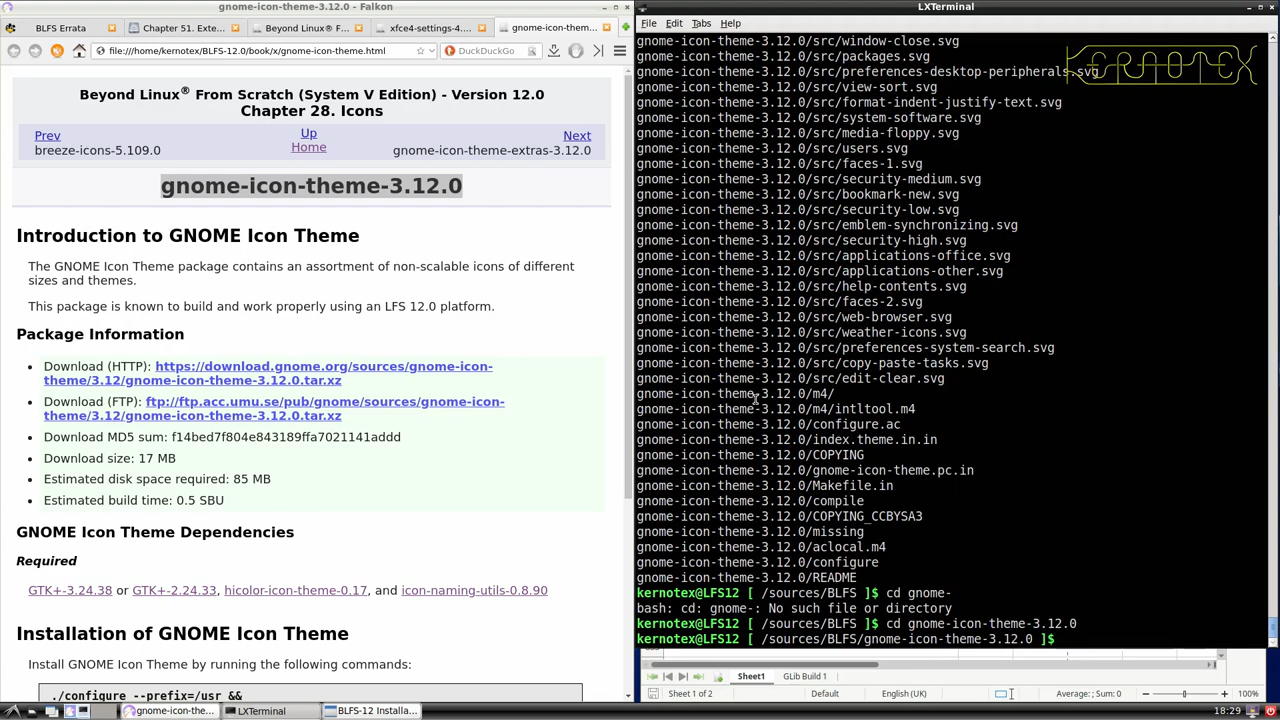 gnome-icon-theme-3.12.0 - Falkon
BLFS Errata
Chapter 51. Extra...
Beyond Linux® F...
xfce4-settings-4....
gnome-icon-them...
file:///home/kernotex/BLFS-12.0/book/x/gnome-icon-theme.html
DuckDuckGo
Beyond Linux® From Scratch (System V Edition) - Version 12.0
Chapter 28. Icons
Prev
Up
Next
breeze-icons-5.109.0
Home
gnome-icon-theme-extras-3.12.0
gnome-icon-theme-3.12.0
Introduction to GNOME Icon Theme
The GNOME Icon Theme package contains an assortment of non-scalable icons of different
sizes and themes.
This package is known to build and work properly using an LFS 12.0 platform.
Package Information
• Download (HTTP): https://download.gnome.org/sources/gnome-icon-
theme/3.12/gnome-icon-theme-3.12.0.tar.xz
• Download (FTP): ftp://ftp.acc.umu.se/pub/gnome/sources/gnome-icon-
theme/3.12/gnome-icon-theme-3.12.0.tar.xz
• Download MD5 sum: f14bed7f804e843189ffa7021141addd
• Download size: 17 MB
• Estimated disk space required: 85 MB
• Estimated build time: 0.5 SBU
GNOME Icon Theme Dependencies
Required
GTK+-3.24.38 or GTK+-2.24.33, hicolor-icon-theme-0.17, and icon-naming-utils-0.8.90
Installation of GNOME Icon Theme
Install GNOME Icon Theme by running the following commands:
./configure --prefix=/usr &&
LXTerminal
File Edit Tabs Help
KERNOTEX
gnome-icon-theme-3.12.0/src/window-close.svg
gnome-icon-theme-3.12.0/src/packages.svg
gnome-icon-theme-3.12.0/src/preferences-desktop-peripherals.svg
gnome-icon-theme-3.12.0/src/view-sort.svg
gnome-icon-theme-3.12.0/src/format-indent-justify-text.svg
gnome-icon-theme-3.12.0/src/system-software.svg
gnome-icon-theme-3.12.0/src/media-floppy.svg
gnome-icon-theme-3.12.0/src/users.svg
gnome-icon-theme-3.12.0/src/faces-1.svg
gnome-icon-theme-3.12.0/src/security-medium.svg
gnome-icon-theme-3.12.0/src/bookmark-new.svg
gnome-icon-theme-3.12.0/src/security-low.svg
gnome-icon-theme-3.12.0/src/emblem-synchronizing.svg
gnome-icon-theme-3.12.0/src/security-high.svg
gnome-icon-theme-3.12.0/src/applications-office.svg
gnome-icon-theme-3.12.0/src/applications-other.svg
gnome-icon-theme-3.12.0/src/help-contents.svg
gnome-icon-theme-3.12.0/src/faces-2.svg
gnome-icon-theme-3.12.0/src/web-browser.svg
gnome-icon-theme-3.12.0/src/weather-icons.svg
gnome-icon-theme-3.12.0/src/preferences-system-search.svg
gnome-icon-theme-3.12.0/src/copy-paste-tasks.svg
gnome-icon-theme-3.12.0/src/edit-clear.svg
gnome-icon-theme-3.12.0/m4/
gnome-icon-theme-3.12.0/m4/intltool.m4
gnome-icon-theme-3.12.0/configure.ac
gnome-icon-theme-3.12.0/index.theme.in.in
gnome-icon-theme-3.12.0/COPYING
gnome-icon-theme-3.12.0/gnome-icon-theme.pc.in
gnome-icon-theme-3.12.0/Makefile.in
gnome-icon-theme-3.12.0/compile
gnome-icon-theme-3.12.0/COPYING_CCBYSA3
gnome-icon-theme-3.12.0/missing
gnome-icon-theme-3.12.0/aclocal.m4
gnome-icon-theme-3.12.0/configure
gnome-icon-theme-3.12.0/README
kernotex@LFS12 [ /sources/BLFS ]$ cd gnome-
bash: cd: gnome-: No such file or directory
kernotex@LFS12 [ /sources/BLFS ]$ cd gnome-icon-theme-3.12.0
kernotex@LFS12 [ /sources/BLFS/gnome-icon-theme-3.12.0 ]$
Sheet1 GLib Build 1
Sheet 1 of 2 Default English (UK) Average: ; Sum: 0 100%
gnome-icon-the... LXTerminal BLFS-12 Installa... 18:29